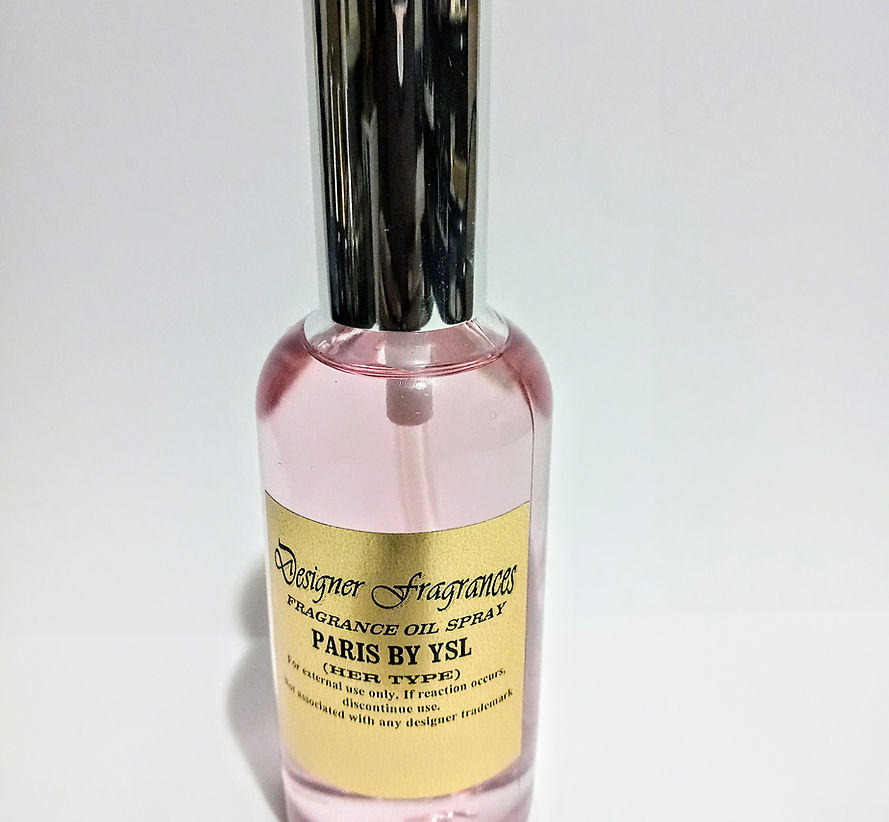 Designer Fragrances
FRAGRANCE OIL SPRAY
PARIS BY YSL
(HER TYPE)
For external use only. If reaction occurs,
discontinue use.
Not associated with any designer trademark